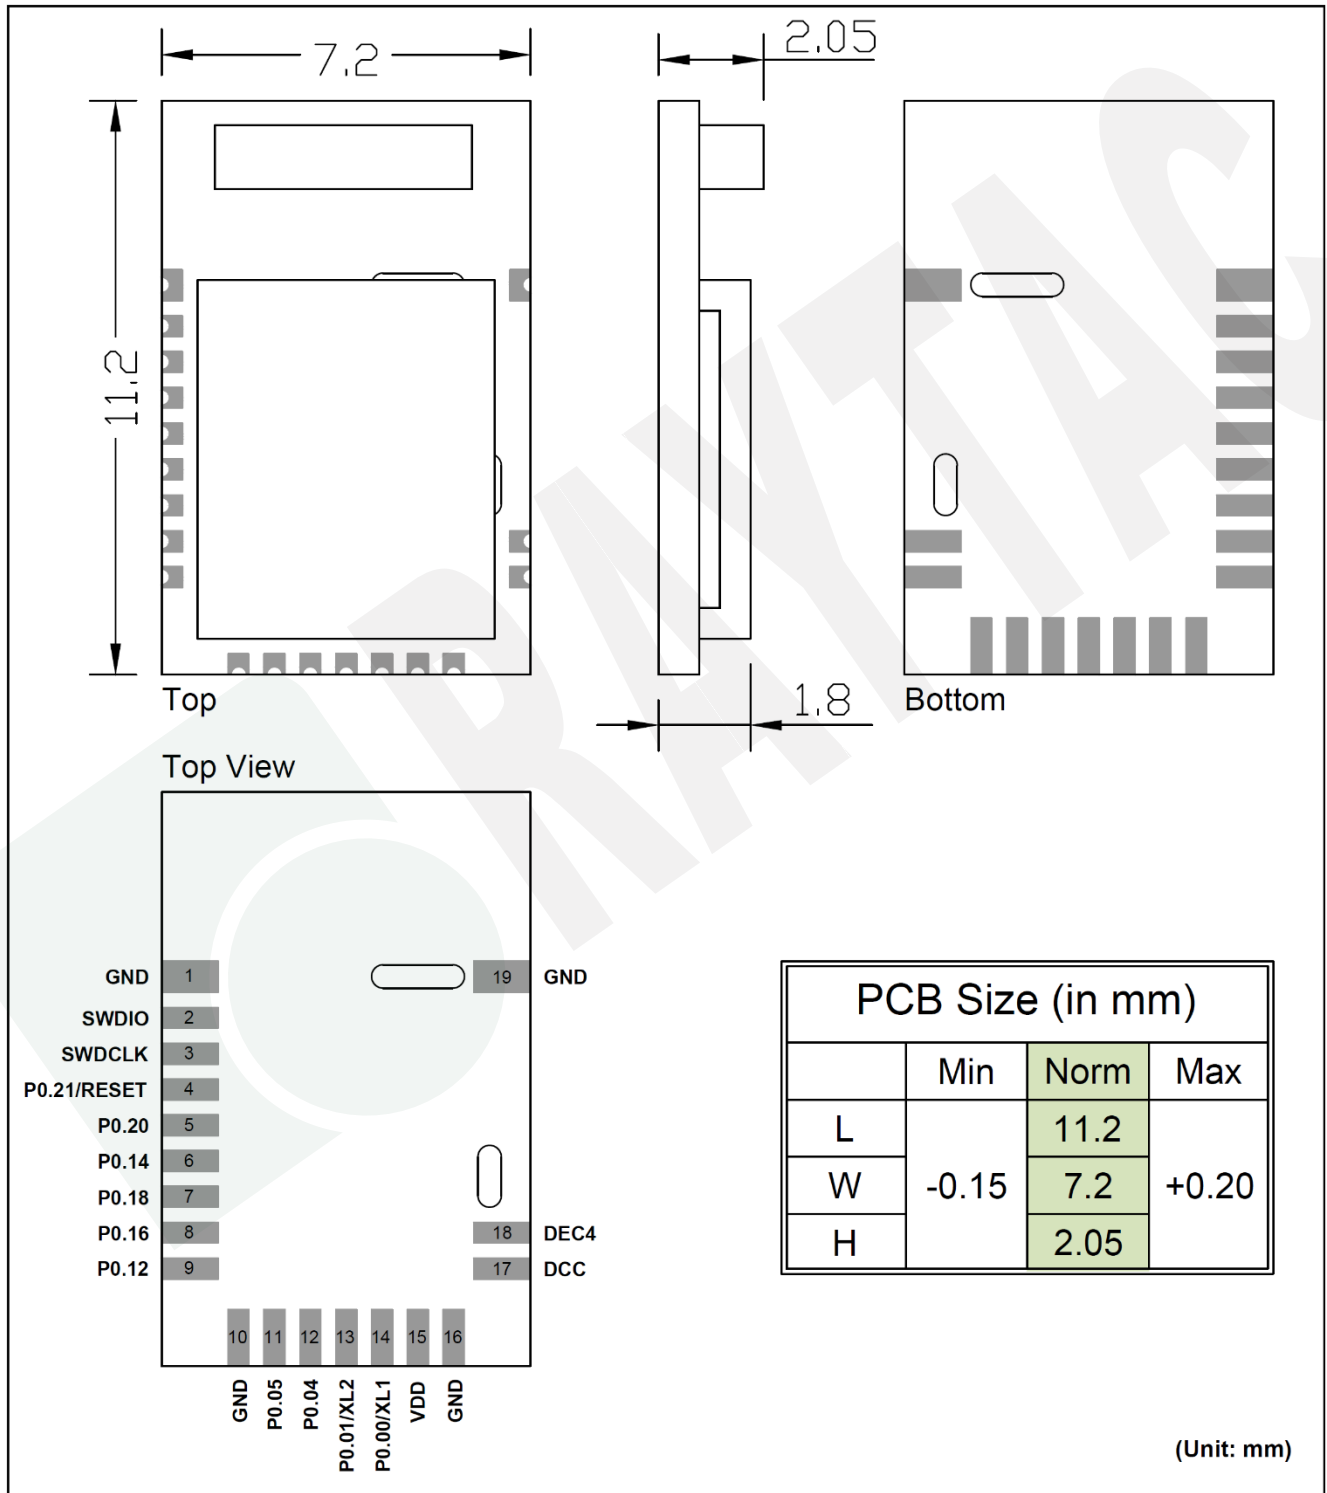 7.2
2.05
11.2
1.8
Top
Bottom
Top View
GND 1 19 GND
SWDIO 2
SWDCLK 3
P0.21/RESET 4
P0.20 5
P0.14 6
P0.18 7
P0.16 8 18 DEC4
P0.12 9 17 DCC
10 11 12 13 14 15 16
GND
P0.05
P0.04
P0.01/XL2
P0.00/XL1
VDD
GND
PCB Size (in mm)
Min Norm Max
L 11.2
W -0.15 7.2 +0.20
H 2.05
(Unit: mm)
RAYTAC